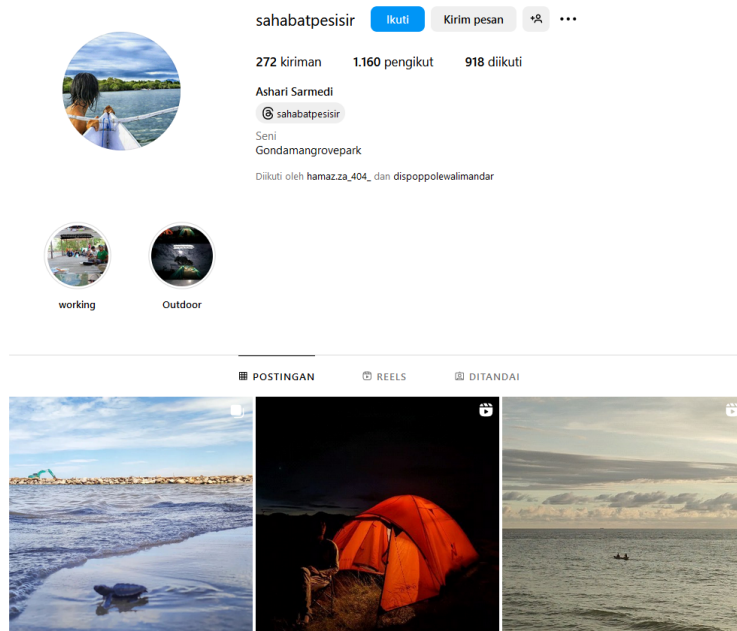 sahabatpesisir Ikuti Kirim pesan
272 kiriman 1.160 pengikut 918 diikuti
Ashari Sarmedi
sahabatpesisir
Seni
Gondamangrovepark
Diikuti oleh hamaz.za_404_ dan dispoppolewalimandar
working Outdoor
POSTINGAN REELS DITANDAI